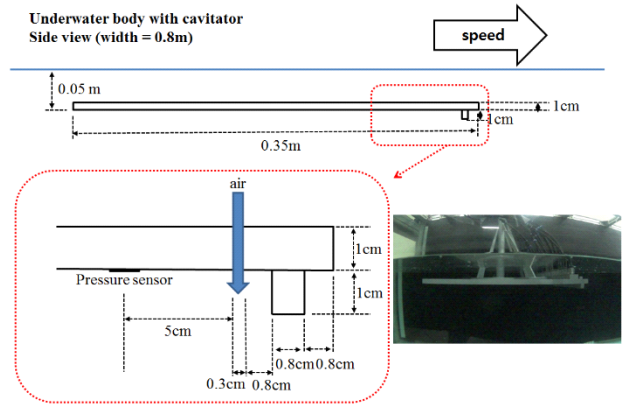 Underwater body with cavitator
Side view (width = 0.8m)
speed
0.05 m
1cm
1cm
0.35m
air
1cm
Pressure sensor
1cm
5cm
0.8cm 0.8cm
0.3cm 0.8cm